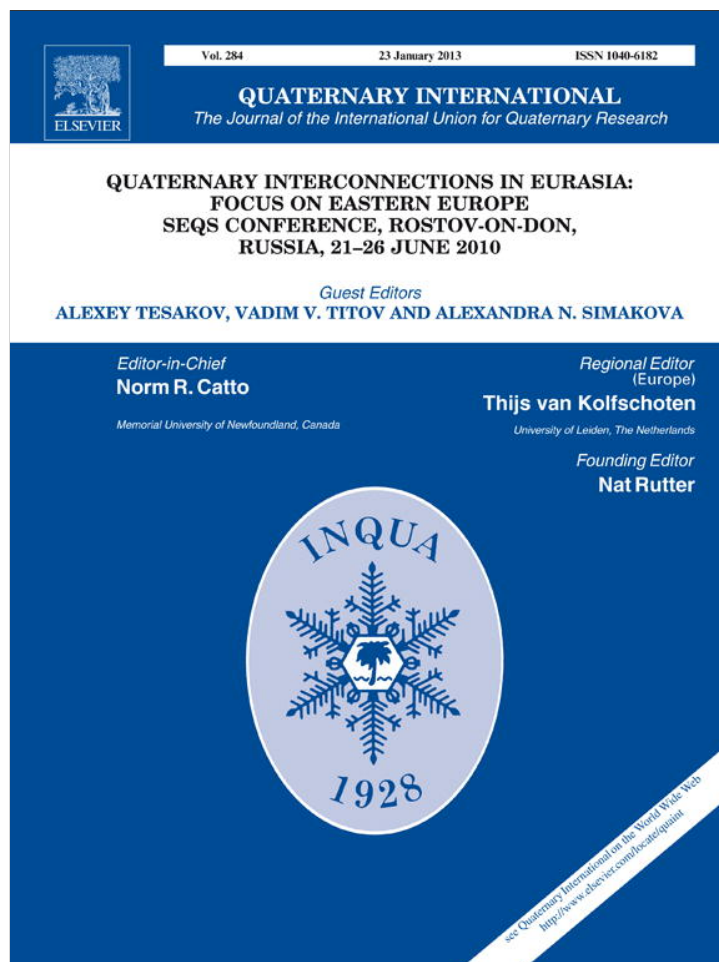 Vol. 284 23 January 2013 ISSN 1040-6182
ELSEVIER
QUATERNARY INTERNATIONAL
The Journal of the International Union for Quaternary Research
QUATERNARY INTERCONNECTIONS IN EURASIA:
FOCUS ON EASTERN EUROPE
SEQS CONFERENCE, ROSTOV-ON-DON,
RUSSIA, 21–26 JUNE 2010
Guest Editors
ALEXEY TESAKOV, VADIM V. TITOV AND ALEXANDRA N. SIMAKOVA
Editor-in-Chief
Norm R. Catto
Memorial University of Newfoundland, Canada
Regional Editor
(Europe)
Thijs van Kolfschoten
University of Leiden, The Netherlands
Founding Editor
Nat Rutter
INQUA
1928
see Quaternary International on the World Wide Web
http://www.elsevier.com/locate/quaint